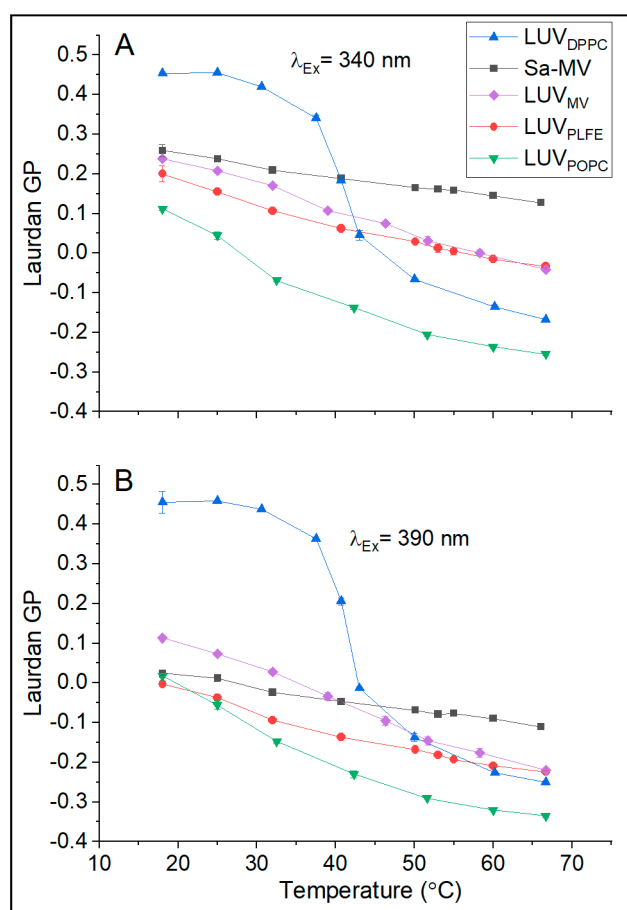 A
λEx= 340 nm
LUVDPPC
Sa-MV
LUVMV
LUVPLFE
LUVPOPC
Laurdan GP
0.5
0.4
0.3
0.2
0.1
0.0
-0.1
-0.2
-0.3
-0.4
B
λEx= 390 nm
Laurdan GP
0.5
0.4
0.3
0.2
0.1
0.0
-0.1
-0.2
-0.3
-0.4
10 20 30 40 50 60 70
Temperature (°C)